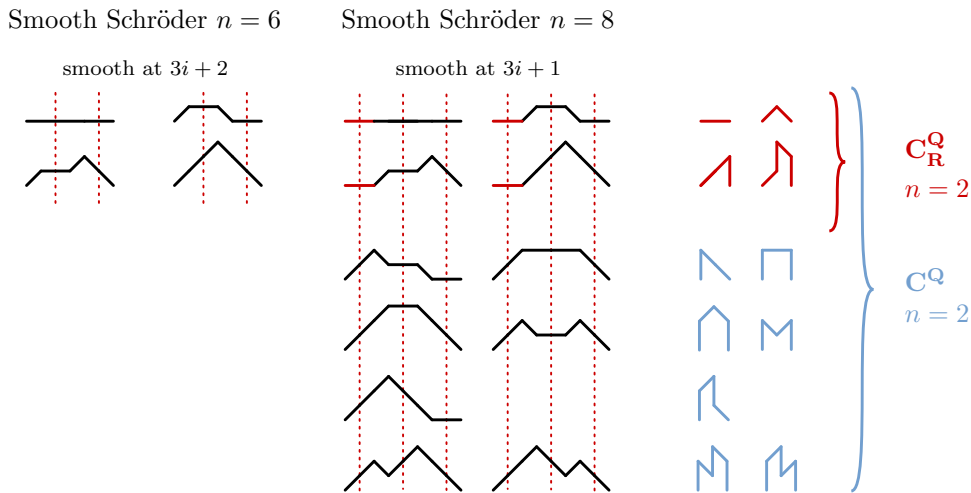 Smooth Schröder n = 6
Smooth Schröder n = 8
smooth at 3i + 2
smooth at 3i + 1
C_R^Q
n = 2
C^Q
n = 2